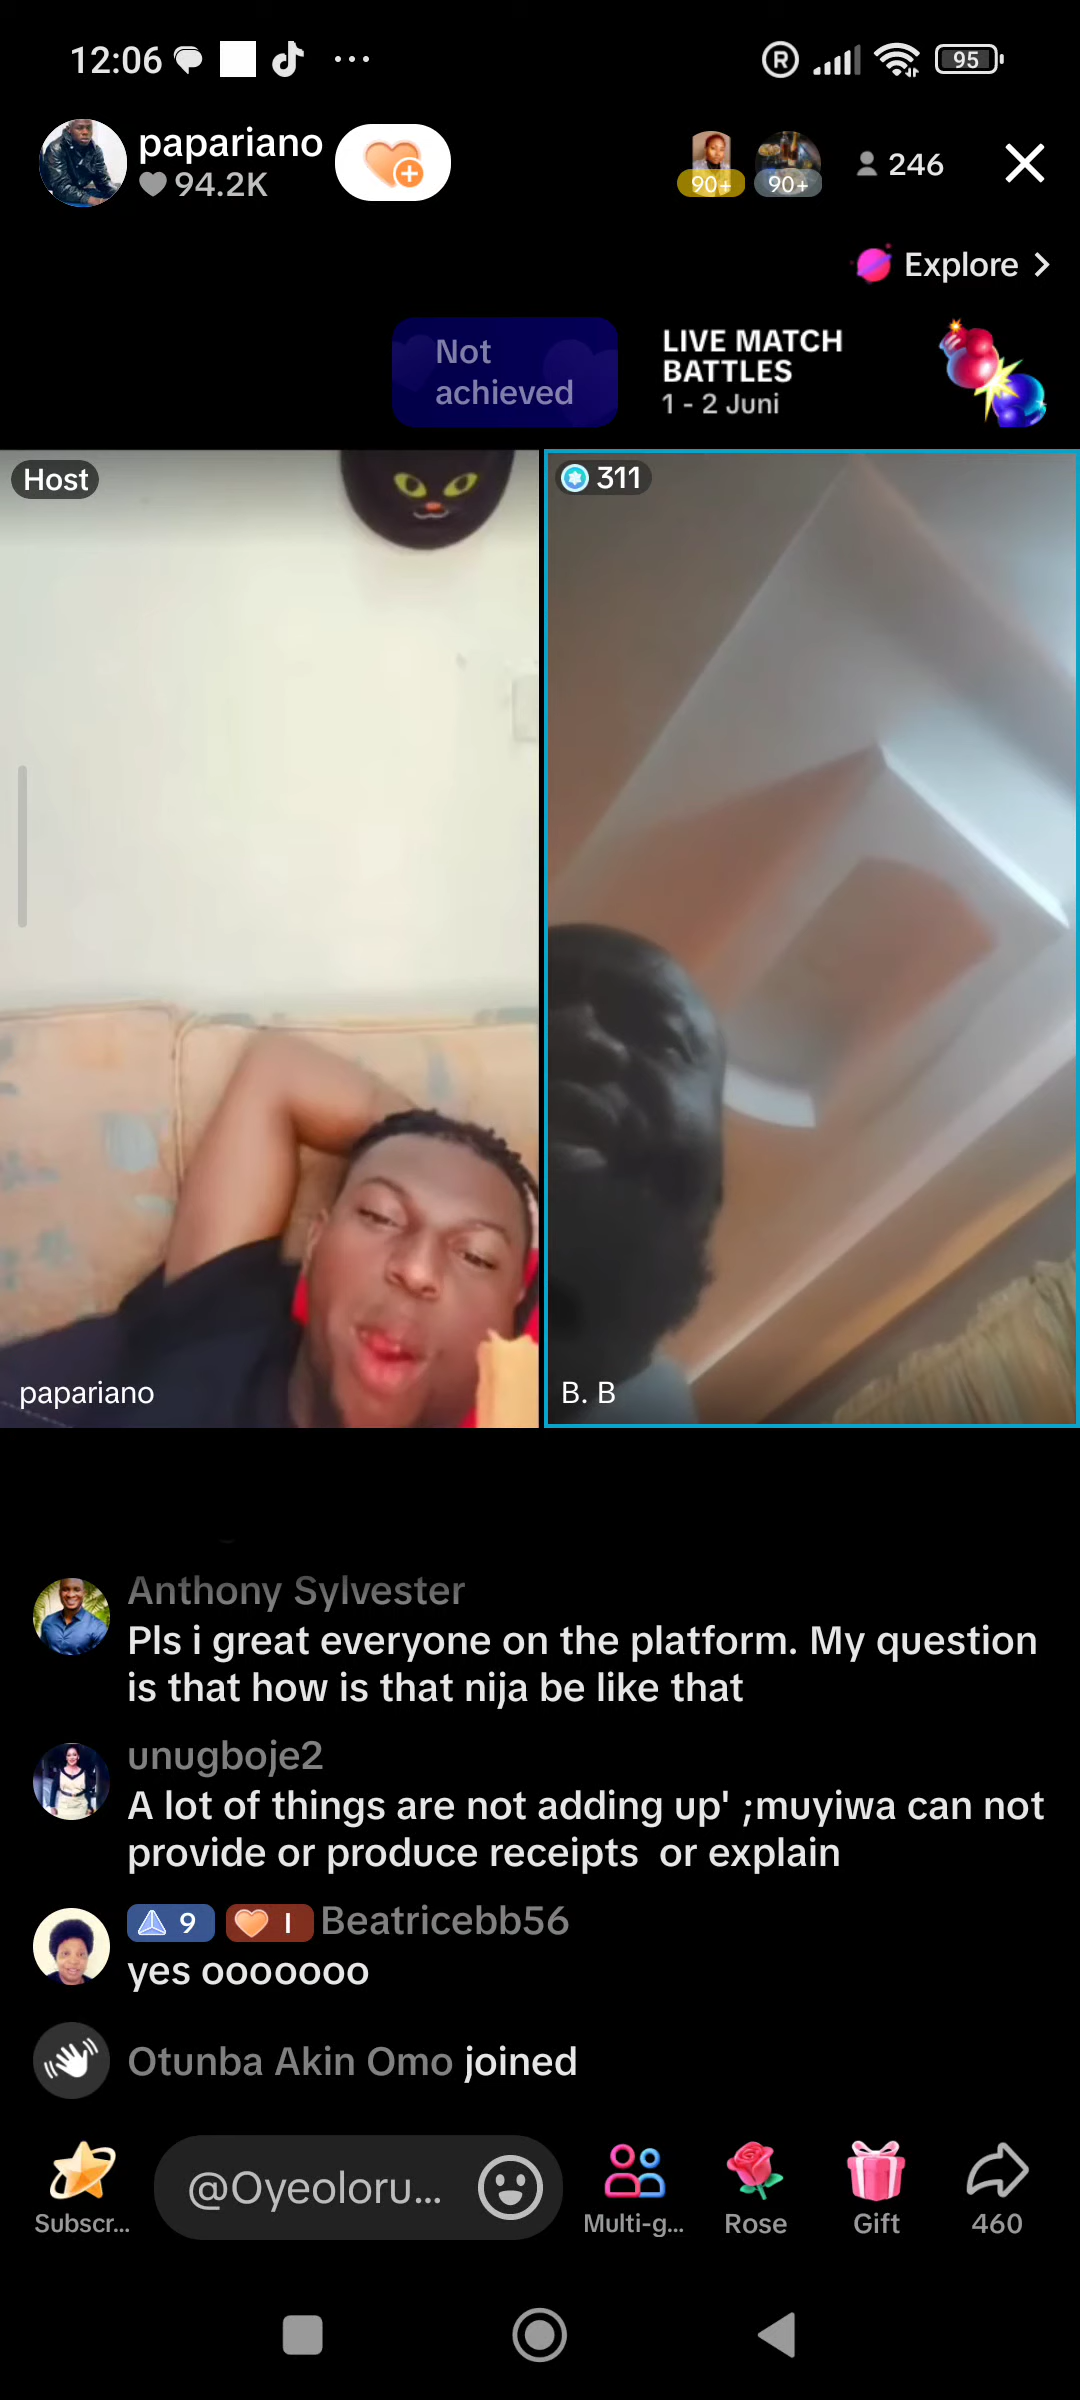 12:06
R
95
papariano
94.2K
90+
90+
246
Explore
Not
achieved
LIVE MATCH
BATTLES
1 - 2 Juni
Host
311
papariano
B. B
Anthony Sylvester
Pls i great everyone on the platform. My question
is that how is that nija be like that
unugboje2
A lot of things are not adding up' ;muyiwa can not
provide or produce receipts  or explain
9 I Beatricebb56
yes ooooooo
Otunba Akin Omo joined
@Oyeoloru...
Subscr...
Multi-g...
Rose
Gift
460